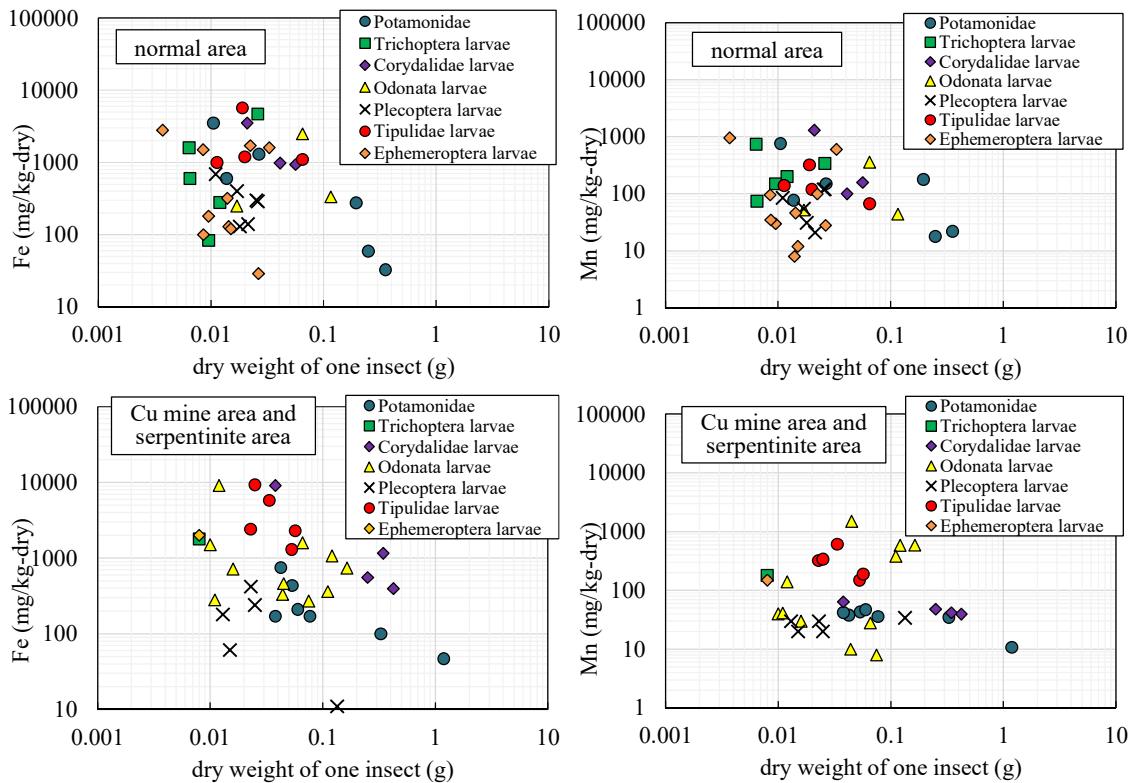 100000
10000
1000
100
10
Fe (mg/kg-dry)
normal area
Potamonidae
Trichoptera larvae
Corydalidae larvae
Odonata larvae
Plecoptera larvae
Tipulidae larvae
Ephemeroptera larvae
0.001 0.01 0.1 1 10
dry weight of one insect (g)
100000
10000
1000
100
10
1
Mn (mg/kg-dry)
normal area
Potamonidae
Trichoptera larvae
Corydalidae larvae
Odonata larvae
Plecoptera larvae
Tipulidae larvae
Ephemeroptera larvae
0.001 0.01 0.1 1 10
dry weight of one insect (g)
100000
10000
1000
100
10
Fe (mg/kg-dry)
Cu mine area and
serpentinite area
Potamonidae
Trichoptera larvae
Corydalidae larvae
Odonata larvae
Plecoptera larvae
Tipulidae larvae
Ephemeroptera larvae
0.001 0.01 0.1 1 10
dry weight of one insect (g)
100000
10000
1000
100
10
1
Mn (mg/kg-dry)
Cu mine area and
serpentinite area
Potamonidae
Trichoptera larvae
Corydalidae larvae
Odonata larvae
Plecoptera larvae
Tipulidae larvae
Ephemeroptera larvae
0.001 0.01 0.1 1 10
dry weight of one insect (g)